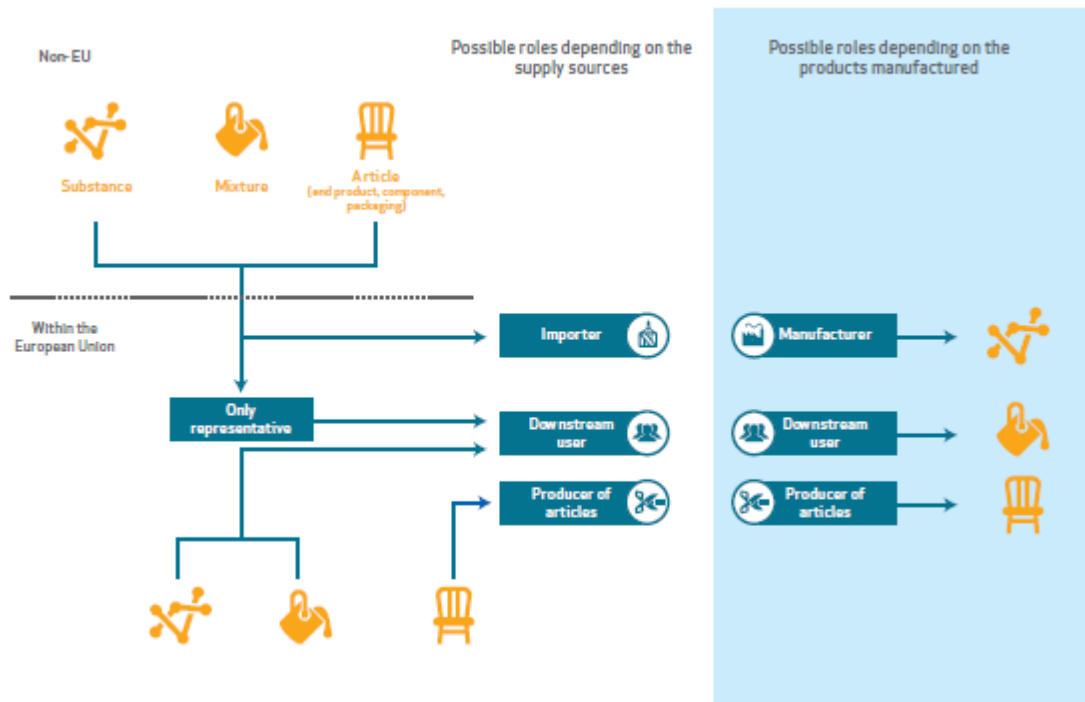 Non-EU
Possible roles depending on the
supply sources
Possible roles depending on the
products manufactured
Substance
Mixture
Article
(end product, component,
packaging)
Within the
European Union
Importer
Manufacturer
Only
representative
Downstream
user
Downstream
user
Producer of
articles
Producer of
articles